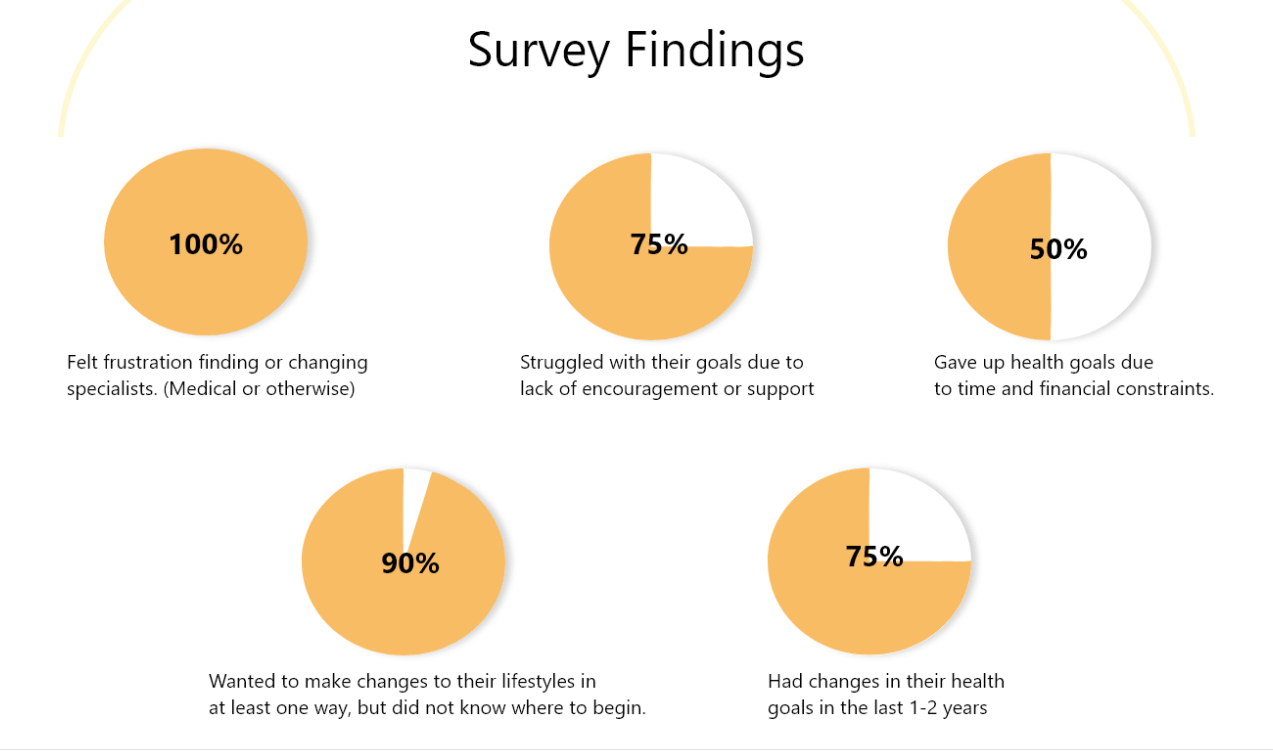 Survey Findings
100%
75%
50%
Felt frustration finding or changing
specialists. (Medical or otherwise)
Struggled with their goals due to
lack of encouragement or support
Gave up health goals due
to time and financial constraints.
90%
75%
Wanted to make changes to their lifestyles in
at least one way, but did not know where to begin.
Had changes in their health
goals in the last 1-2 years